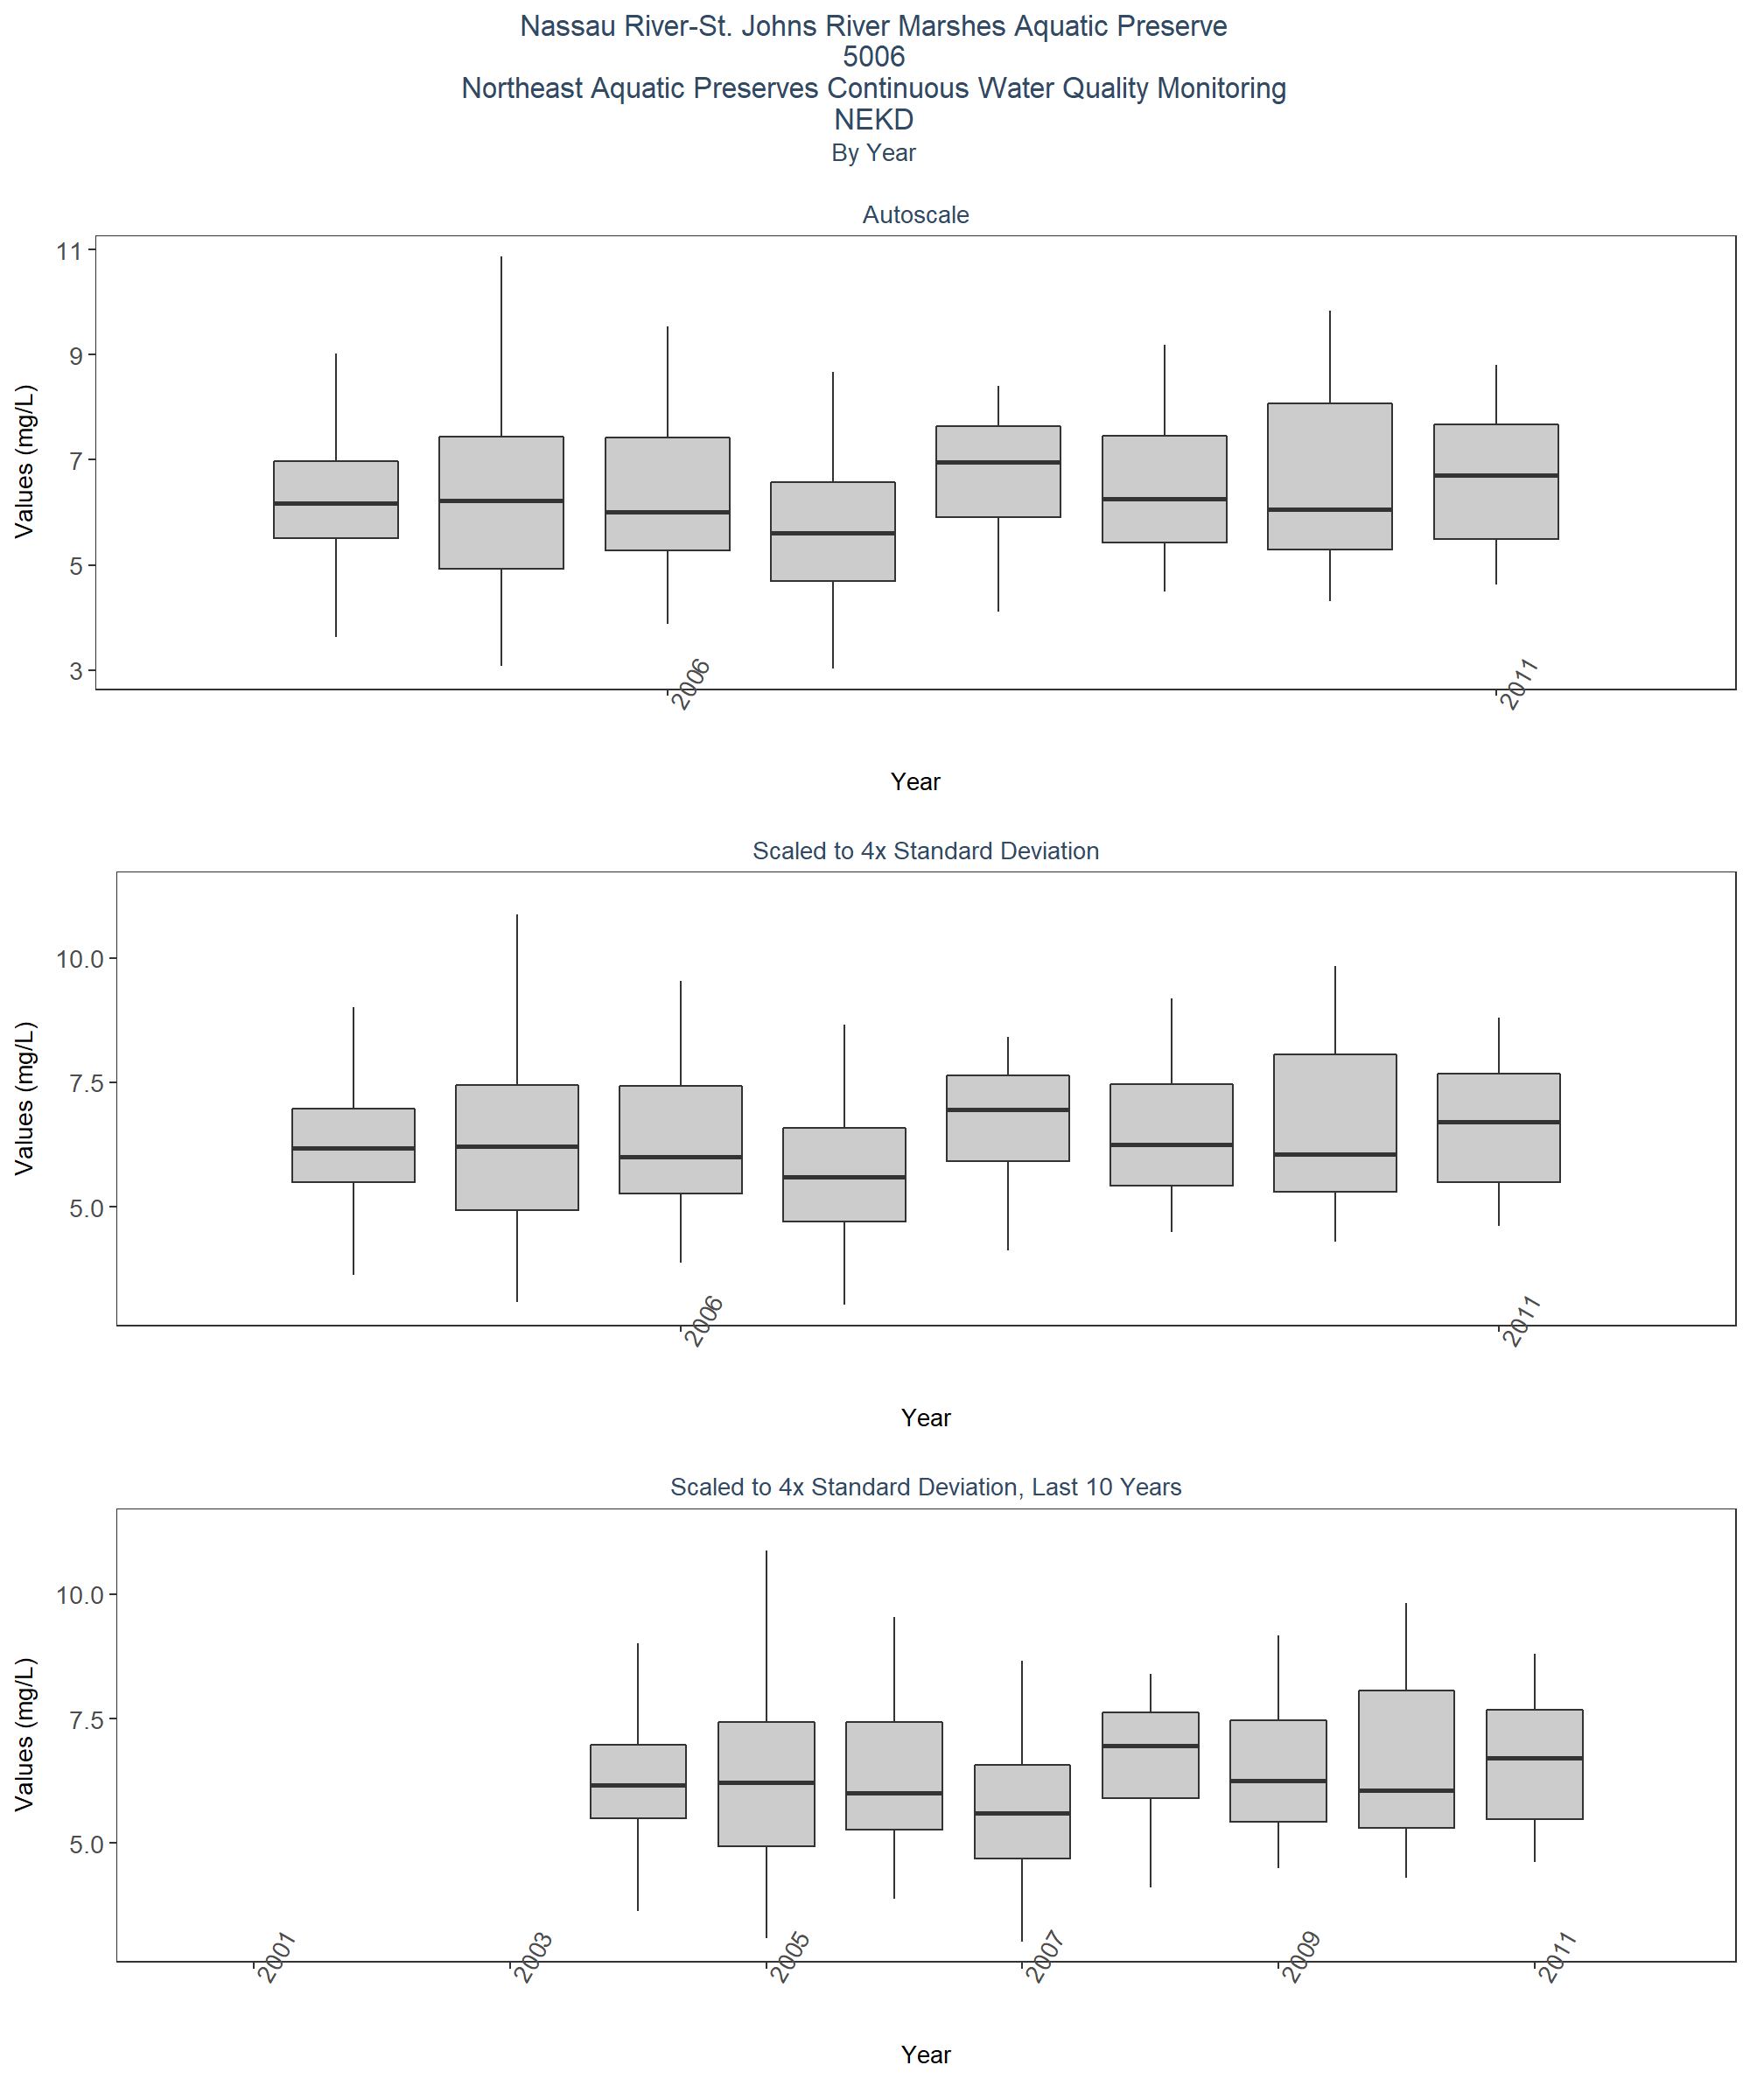 Nassau River-St. Johns River Marshes Aquatic Preserve
5006
Northeast Aquatic Preserves Continuous Water Quality Monitoring
NEKD
By Year
Autoscale
11
9
7
5
3
Values (mg/L)
2006
2011
Year
Scaled to 4x Standard Deviation
10.0
7.5
5.0
Values (mg/L)
2006
2011
Year
Scaled to 4x Standard Deviation, Last 10 Years
10.0
7.5
5.0
Values (mg/L)
2001
2003
2005
2007
2009
2011
Year